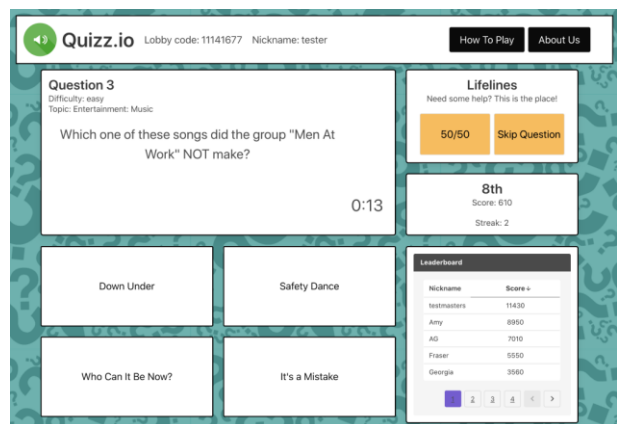 Quizz.io Lobby code: 11141677 Nickname: tester How To Play About Us
Question 3
Difficulty: easy
Topic: Entertainment: Music
Which one of these songs did the group "Men At
Work" NOT make?
0:13
Lifelines
Need some help? This is the place!
50/50 Skip Question
8th
Score: 610
Streak: 2
Down Under
Safety Dance
Who Can It Be Now?
It's a Mistake
Leaderboard
Nickname Score↓
testmasters 11430
Amy 8950
AG 7010
Fraser 5550
Georgia 3560
1 2 3 4 < >